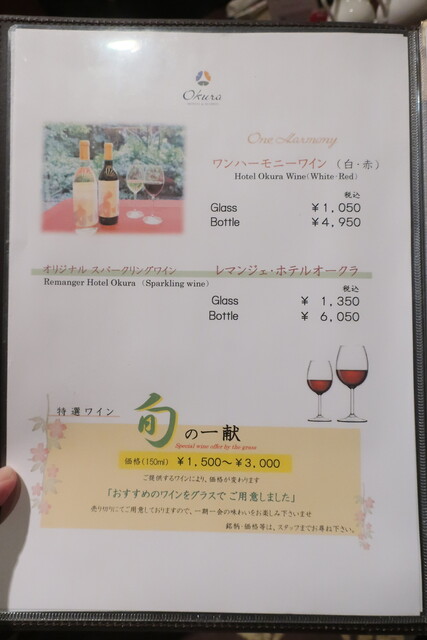 Okura
One Harmony
ワンハーモニーワイン （白・赤）
Hotel Okura Wine(White・Red)
税込
Glass ￥1,050
Bottle ￥4,950
オリジナル スパークリングワイン レマンジェ・ホテルオークラ
Remanger Hotel Okura （Sparkling wine） 税込
Glass ￥ 1,350
Bottle ￥ 6,050
特選ワイン 旬の一献
Special wine offer by the grass
価格(150ml) ￥1,500～￥3,000
ご提供するワインにより、価格が変わります
「おすすめのワインをグラスで ご用意しました」
売り切りにてご用意しておりますので、一期一会の味わいをお楽しみ下さいませ
銘柄・価格等は、スタッフまでお尋ね下さい。